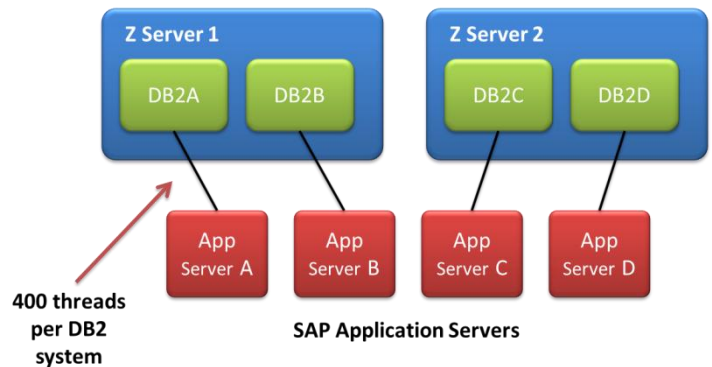 Z Server 1
Z Server 2
DB2A
DB2B
DB2C
DB2D
App
Server A
App
Server B
App
Server C
App
Server D
400 threads
per DB2
system
SAP Application Servers